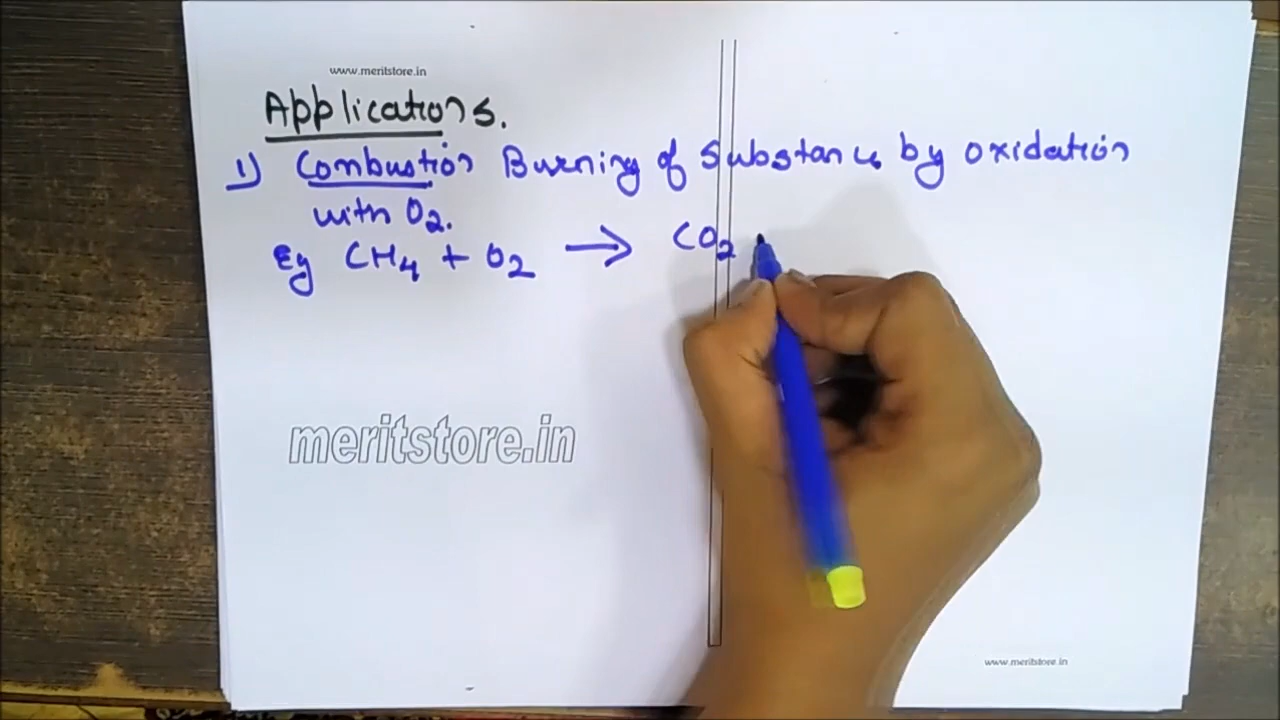 www.meritstore.in
Applications.
1) Combustion Burning of Substance by oxidation
with O2.
Eg CH4 + O2 → CO2
meritstore.in
www.meritstore.in